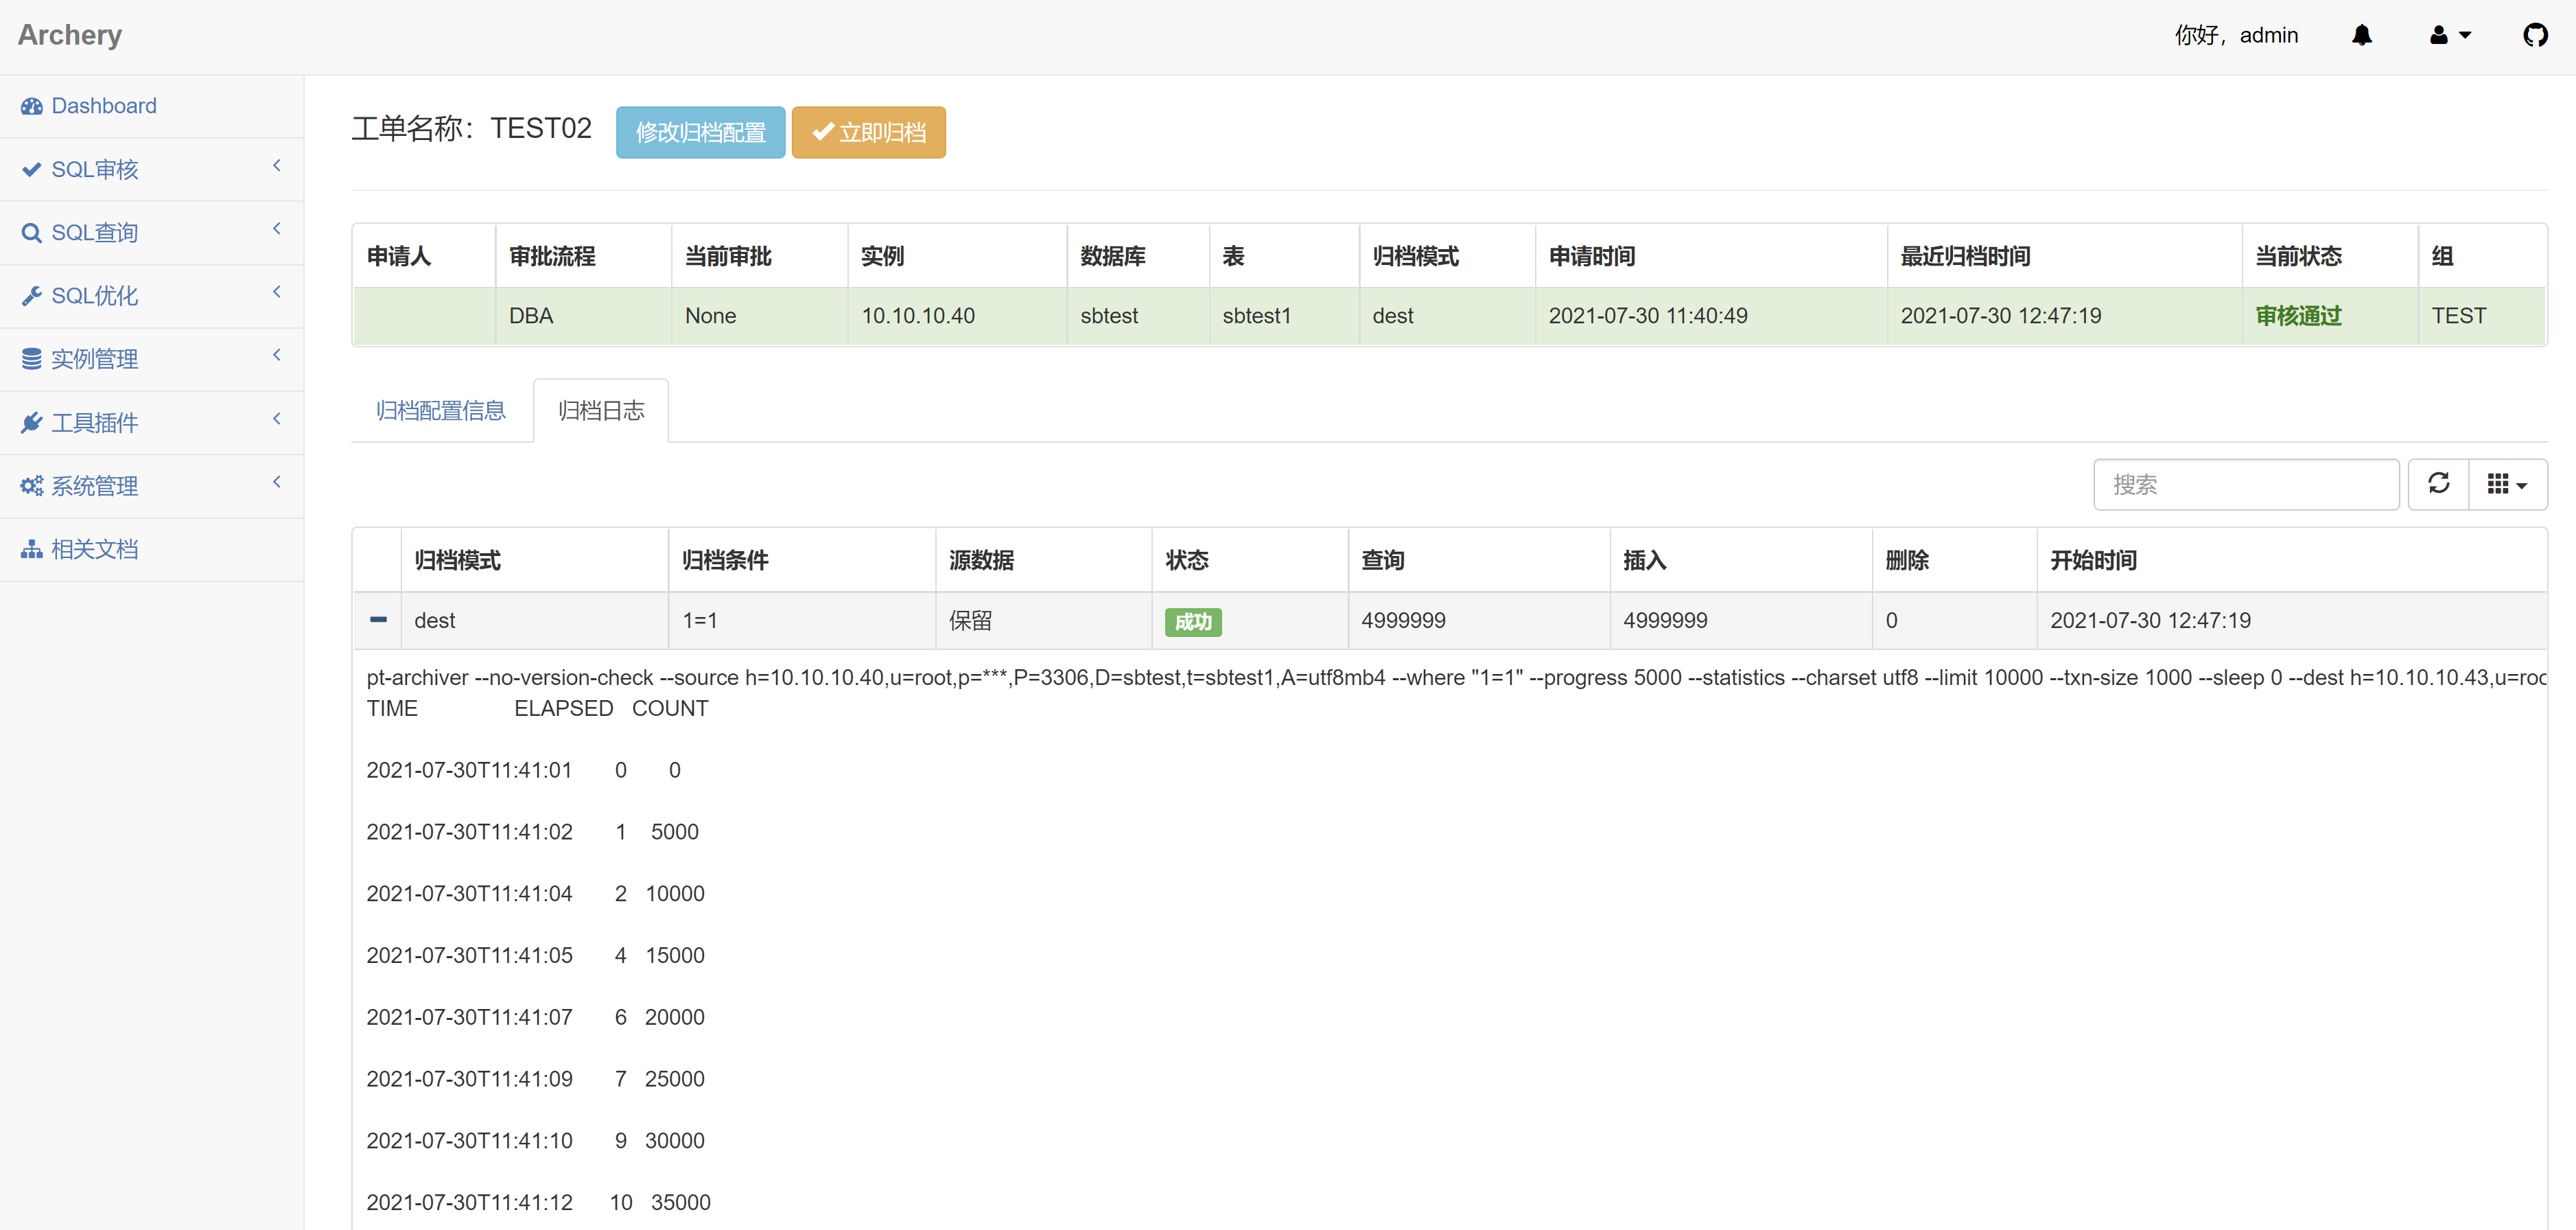 Archery
你好，admin
Dashboard
SQL审核
SQL查询
SQL优化
实例管理
工具插件
系统管理
相关文档
工单名称：TEST02 修改归档配置 立即归档
申请人 审批流程 当前审批 实例 数据库 表 归档模式 申请时间 最近归档时间 当前状态 组
DBA None 10.10.10.40 sbtest sbtest1 dest 2021-07-30 11:40:49 2021-07-30 12:47:19 审核通过 TEST
归档配置信息 归档日志
搜索
归档模式 归档条件 源数据 状态 查询 插入 删除 开始时间
dest 1=1 保留 成功 4999999 4999999 0 2021-07-30 12:47:19
pt-archiver --no-version-check --source h=10.10.10.40,u=root,p=***,P=3306,D=sbtest,t=sbtest1,A=utf8mb4 --where "1=1" --progress 5000 --statistics --charset utf8 --limit 10000 --txn-size 1000 --sleep 0 --dest h=10.10.10.43,u=roo
TIME ELAPSED COUNT
2021-07-30T11:41:01 0 0
2021-07-30T11:41:02 1 5000
2021-07-30T11:41:04 2 10000
2021-07-30T11:41:05 4 15000
2021-07-30T11:41:07 6 20000
2021-07-30T11:41:09 7 25000
2021-07-30T11:41:10 9 30000
2021-07-30T11:41:12 10 35000